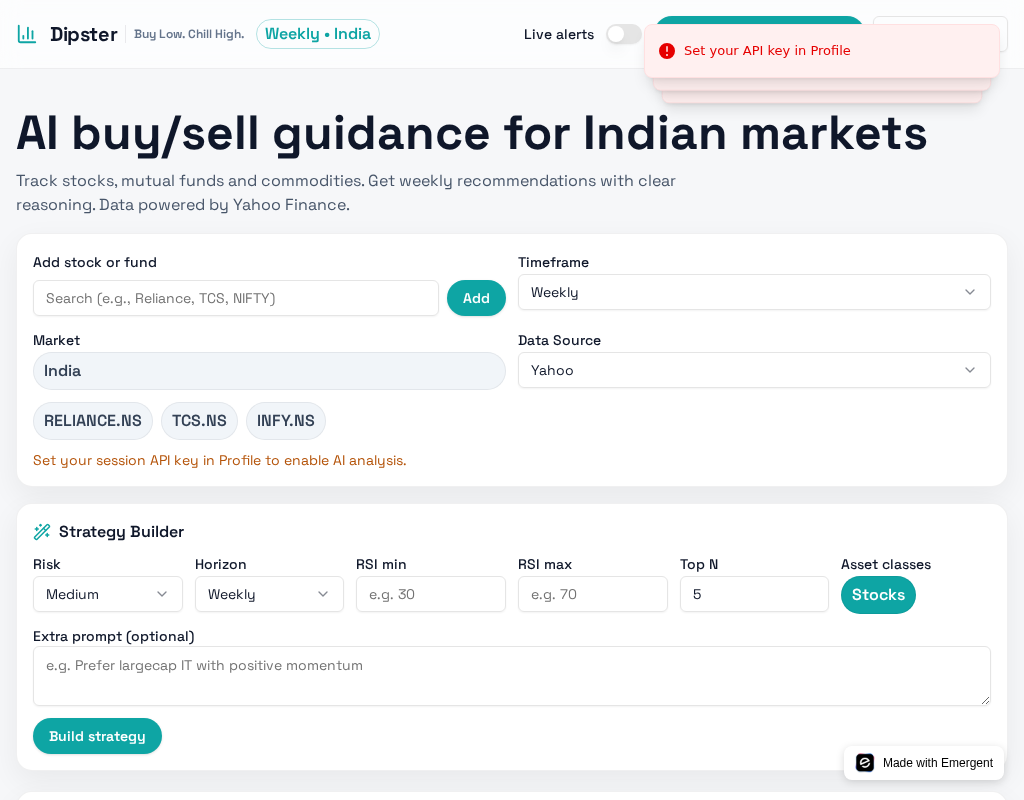 Dipster
Buy Low. Chill High.
Weekly • India
Live alerts
Set your API key in Profile
AI buy/sell guidance for Indian markets
Track stocks, mutual funds and commodities. Get weekly recommendations with clear
reasoning. Data powered by Yahoo Finance.
Add stock or fund
Search (e.g., Reliance, TCS, NIFTY)
Add
Timeframe
Weekly
Market
India
Data Source
Yahoo
RELIANCE.NS
TCS.NS
INFY.NS
Set your session API key in Profile to enable AI analysis.
Strategy Builder
Risk
Medium
Horizon
Weekly
RSI min
e.g. 30
RSI max
e.g. 70
Top N
5
Asset classes
Stocks
Extra prompt (optional)
e.g. Prefer largecap IT with positive momentum
Build strategy
Made with Emergent